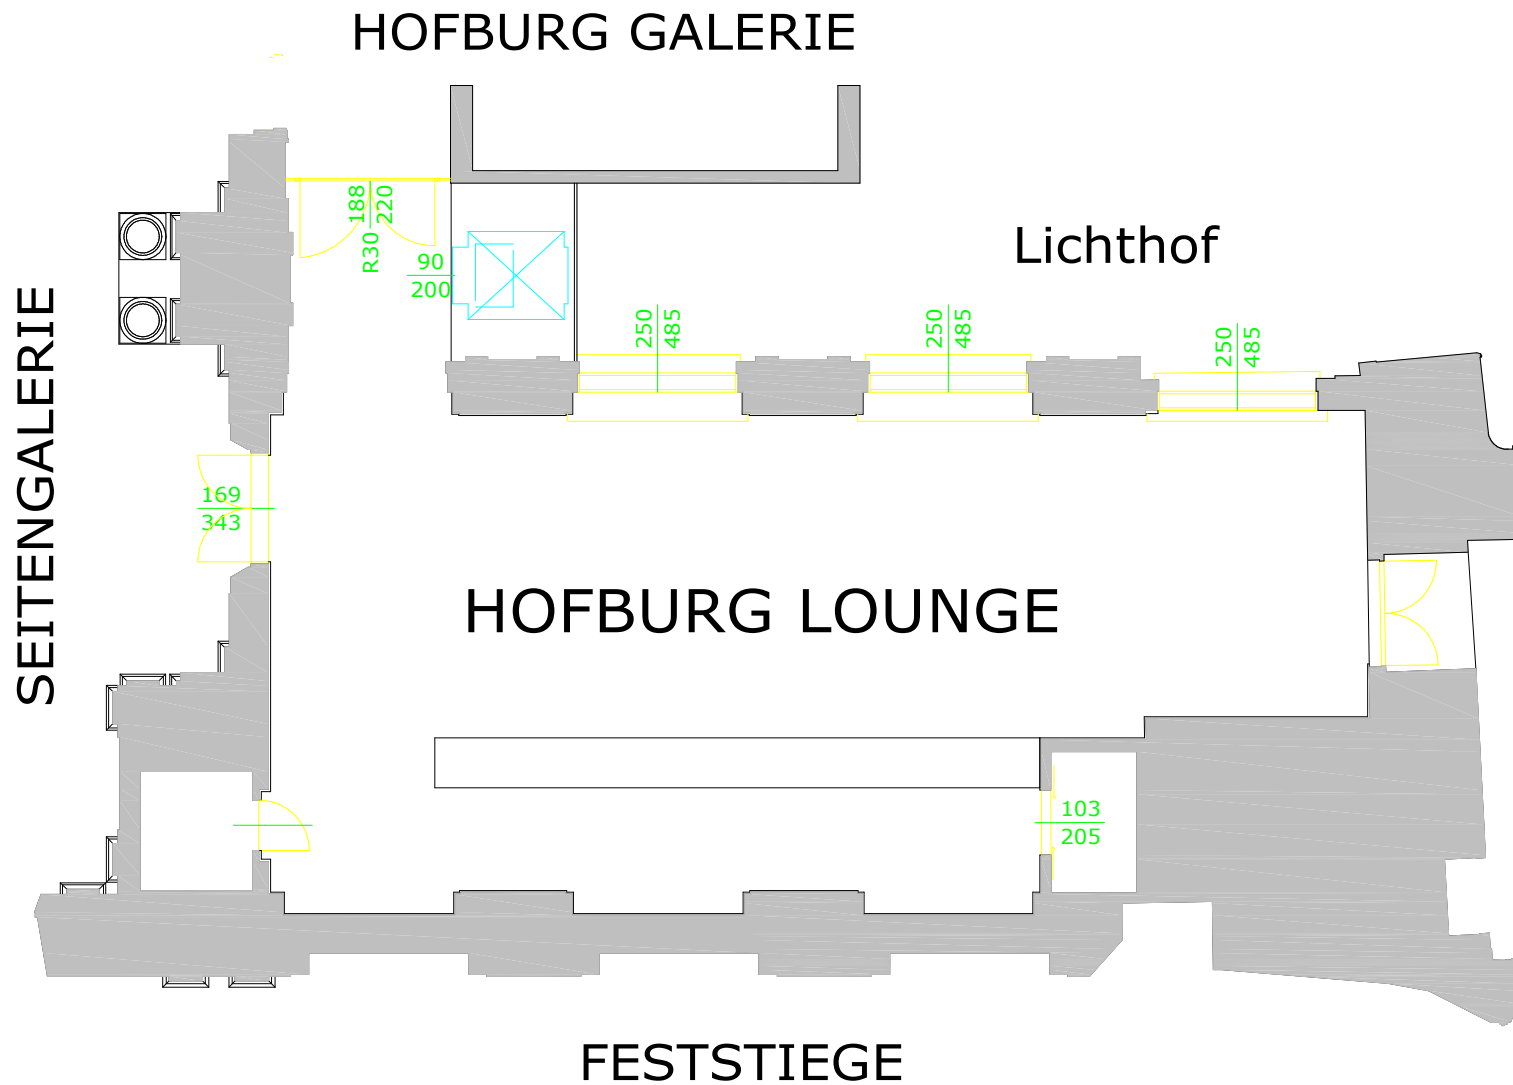 HOFBURG GALERIE
188
220
R30
Lichthof
90
200
250
485
250
485
250
485
SEITENGALERIE
169
343
HOFBURG LOUNGE
103
205
FESTSTIEGE